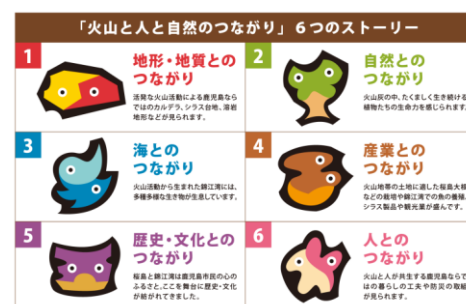 「火山と人と自然のつながり」６つのストーリー
1
地形・地質との
つながり
活発な火山活動による鹿児島なら
ではのカルデラ、シラス台地、溶岩
地形などが見られます。
2
自然との
つながり
火山灰の中、たくましく生き続ける
植物たちの生命力を感じられます
3
海との
つながり
火山活動から生まれた錦江湾には、
多種多様な生き物が生息しています。
4
産業との
つながり
火山地帯の土地に適した桜島大根
などの栽培や錦江湾での魚の養殖、
シラス製品や観光業が盛んです。
5
歴史・文化との
つながり
桜島と錦江湾は鹿児島市民の心の
ふるさと。ここを舞台に歴史・文化
が紡がれてきました。
6
人との
つながり
火山と人が共生する鹿児島ならで
はの暮らしの工夫や防災の取組
が見られます。